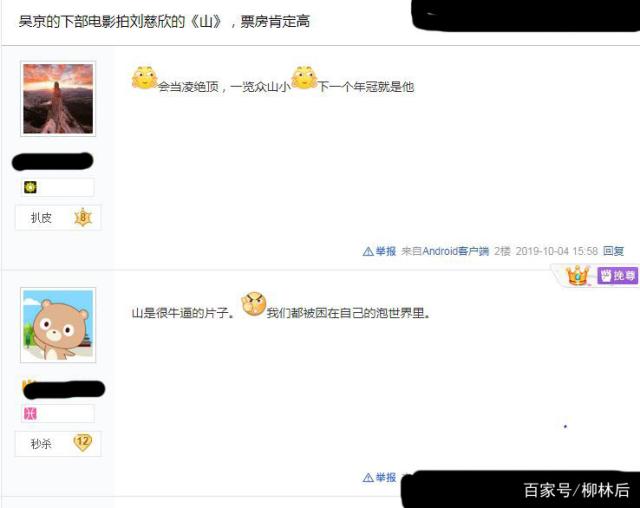 吴京的下部电影拍刘慈欣的《山》，票房肯定高
会当凌绝顶，一览众山小下一个年冠就是他
扒皮 8
举报 来自Android客户端 2楼 2019-10-04 15:58 回复
挽尊
山是很牛逼的片子。我们都被困在自己的泡世界里。
秒杀 12
举报
百家号/柳林后